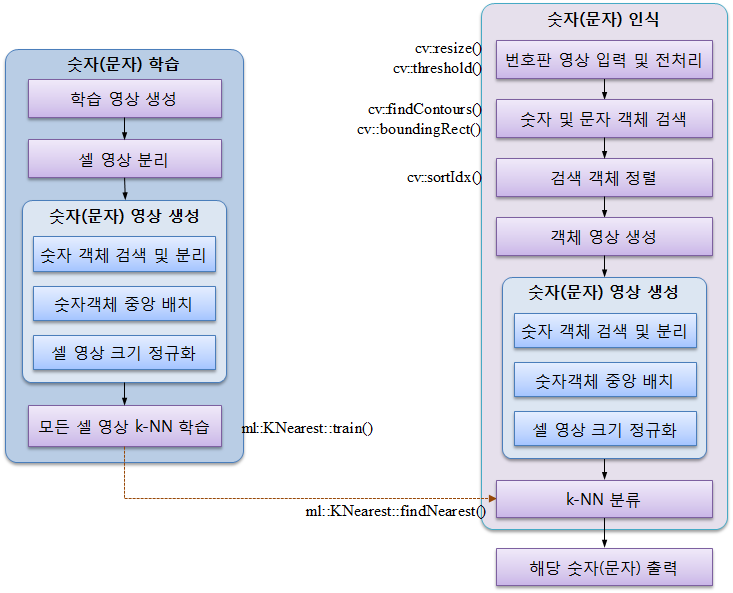 숫자(문자) 학습
학습 영상 생성
셀 영상 분리
숫자(문자) 영상 생성
숫자 객체 검색 및 분리
숫자객체 중앙 배치
셀 영상 크기 정규화
모든 셀 영상 k-NN 학습
ml::KNearest::train()
숫자(문자) 인식
cv::resize()
cv::threshold()
번호판 영상 입력 및 전처리
cv::findContours()
cv::boundingRect()
숫자 및 문자 객체 검색
cv::sortIdx()
검색 객체 정렬
객체 영상 생성
숫자(문자) 영상 생성
숫자 객체 검색 및 분리
숫자객체 중앙 배치
셀 영상 크기 정규화
ml::KNearest::findNearest()
k-NN 분류
해당 숫자(문자) 출력